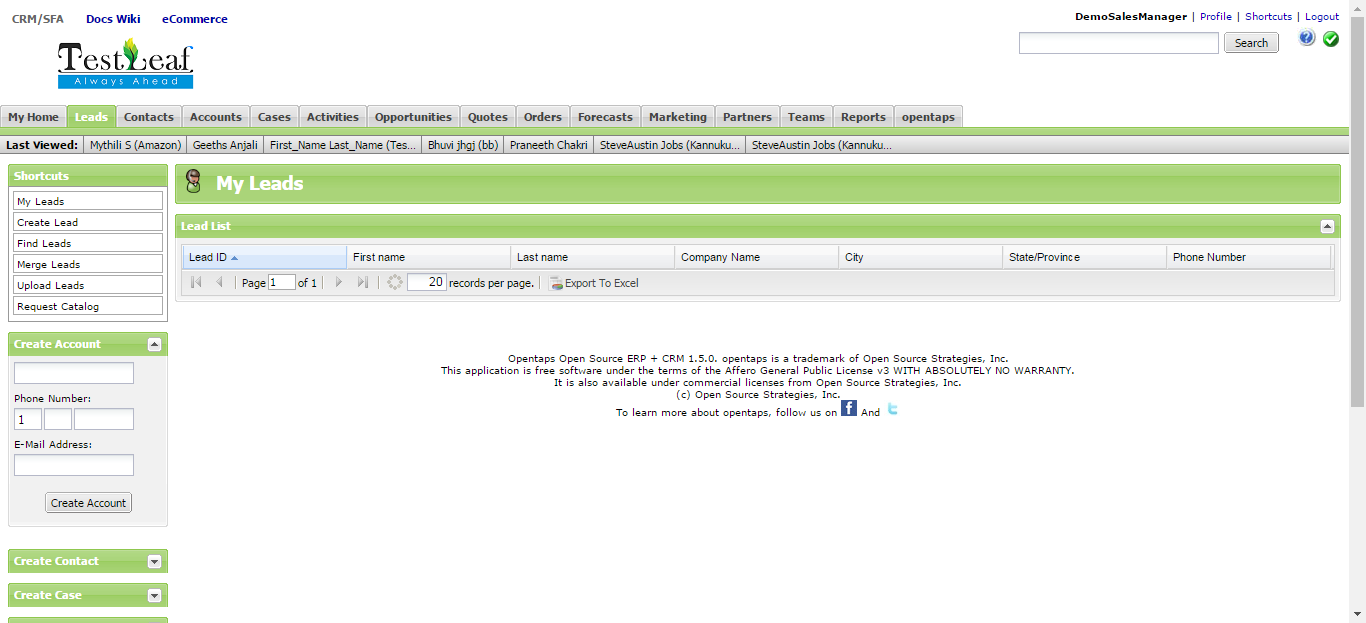 CRM/SFA Docs Wiki eCommerce
DemoSalesManager | Profile | Shortcuts | Logout
TestLeaf
Always Ahead
Search
My Home Leads Contacts Accounts Cases Activities Opportunities Quotes Orders Forecasts Marketing Partners Teams Reports opentaps
Last Viewed: Mythili S (Amazon) Geeths Anjali First_Name Last_Name (Tes... Bhuvi jhgj (bb) Praneeth Chakri SteveAustin Jobs (Kannuku... SteveAustin Jobs (Kannuku...
Shortcuts
My Leads
Create Lead
Find Leads
Merge Leads
Upload Leads
Request Catalog
Create Account
Phone Number:
1
E-Mail Address:
Create Account
Create Contact
Create Case
My Leads
Lead List
Lead ID First name Last name Company Name City State/Province Phone Number
Page 1 of 1 20 records per page. Export To Excel
Opentaps Open Source ERP + CRM 1.5.0. opentaps is a trademark of Open Source Strategies, Inc.
This application is free software under the terms of the Affero General Public License v3 WITH ABSOLUTELY NO WARRANTY.
It is also available under commercial licenses from Open Source Strategies, Inc.
(c) Open Source Strategies, Inc.
To learn more about opentaps, follow us on f And t